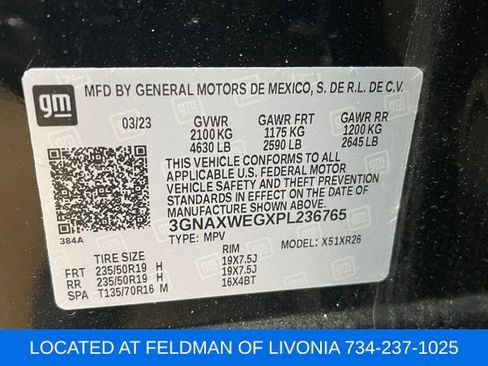 gm
MFD BY GENERAL MOTORS DE MEXICO, S. DE R.L. DE C.V.
03/23 GVWR GAWR FRT GAWR RR
2100 KG 1175 KG 1200 KG
4630 LB 2590 LB 2645 LB
THIS VEHICLE CONFORMS TO ALL
APPLICABLE U.S. FEDERAL MOTOR
VEHICLE SAFETY AND THEFT
PREVENTION STANDARDS IN
EFFECT ON THE DATE OF
MANUFACTURE SHOWN ABOVE.
3GNAXWEGXPL236765
384A TYPE: MPV MODEL: X51XR26
TIRE SIZE RIM
FRT 235/50R19 H 19X7.5J
RR 235/50R19 H 19X7.5J
SPA T135/70R16 M 16X4BT
LOCATED AT FELDMAN OF LIVONIA 734-237-1025